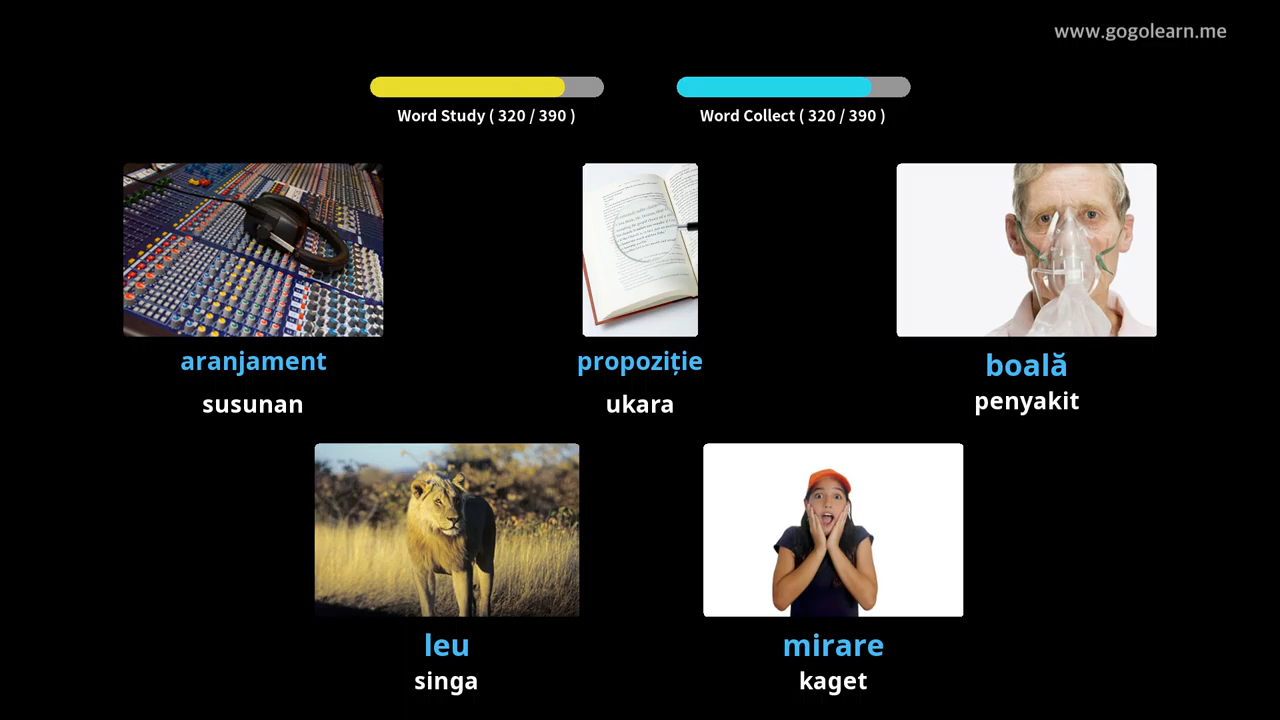 www.gogolearn.me
Word Study ( 320 / 390 )
Word Collect ( 320 / 390 )
aranjament
susunan
propoziție
ukara
boală
penyakit
leu
singa
mirare
kaget